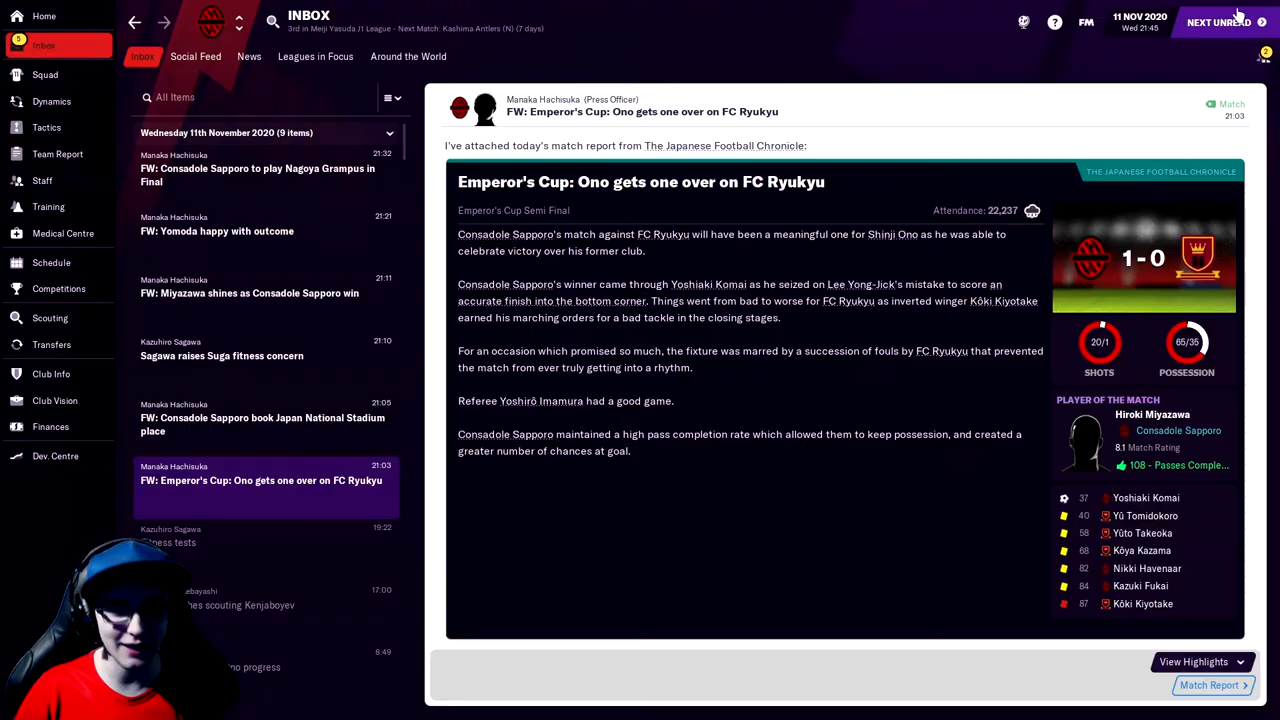 INBOX
3rd in Meiji Yasuda J1 League - Next Match: Kashima Antlers (N) (7 days)
FM
11 NOV 2020
Wed 21:45
NEXT UNREAD
2
Home
5
Inbox
Squad
Dynamics
Tactics
Team Report
Staff
Training
Medical Centre
Schedule
Competitions
Scouting
Transfers
Club Info
Club Vision
Finances
Dev. Centre
Inbox
Social Feed
News
Leagues in Focus
Around the World
All Items
Wednesday 11th November 2020 (9 items)
Manaka Hachisuka 21:32
FW: Consadole Sapporo to play Nagoya Grampus in
Final
Manaka Hachisuka 21:21
FW: Yomoda happy with outcome
Manaka Hachisuka 21:11
FW: Miyazawa shines as Consadole Sapporo win
Kazuhiro Sagawa 21:10
Sagawa raises Suga fitness concern
Manaka Hachisuka 21:05
FW: Consadole Sapporo book Japan National Stadium
place
Manaka Hachisuka 21:03
FW: Emperor's Cup: Ono gets one over on FC Ryukyu
Kazuhiro Sagawa 19:22
Fitness tests
17:00
scouting Kenjaboyev
8:49
no progress
Manaka Hachisuka (Press Officer)
FW: Emperor's Cup: Ono gets one over on FC Ryukyu
Match
21:03
I've attached today's match report from The Japanese Football Chronicle:
Emperor's Cup: Ono gets one over on FC Ryukyu
THE JAPANESE FOOTBALL CHRONICLE
Emperor's Cup Semi Final
Attendance: 22,237
Consadole Sapporo's match against FC Ryukyu will have been a meaningful one for Shinji Ono as he was able to
celebrate victory over his former club.
Consadole Sapporo's winner came through Yoshiaki Komai as he seized on Lee Yong-Jick's mistake to score an
accurate finish into the bottom corner. Things went from bad to worse for FC Ryukyu as inverted winger Kôki Kiyotake
earned his marching orders for a bad tackle in the closing stages.
For an occasion which promised so much, the fixture was marred by a succession of fouls by FC Ryukyu that prevented
the match from ever truly getting into a rhythm.
Referee Yoshirô Imamura had a good game.
Consadole Sapporo maintained a high pass completion rate which allowed them to keep possession, and created a
greater number of chances at goal.
1 - 0
20/1
SHOTS
65/35
POSSESSION
PLAYER OF THE MATCH
Hiroki Miyazawa
Consadole Sapporo
8.1 Match Rating
108 - Passes Comple...
37 Yoshiaki Komai
40 Yû Tomidokoro
58 Yûto Takeoka
68 Kôya Kazama
82 Nikki Havenaar
84 Kazuki Fukai
87 Kôki Kiyotake
View Highlights
Match Report